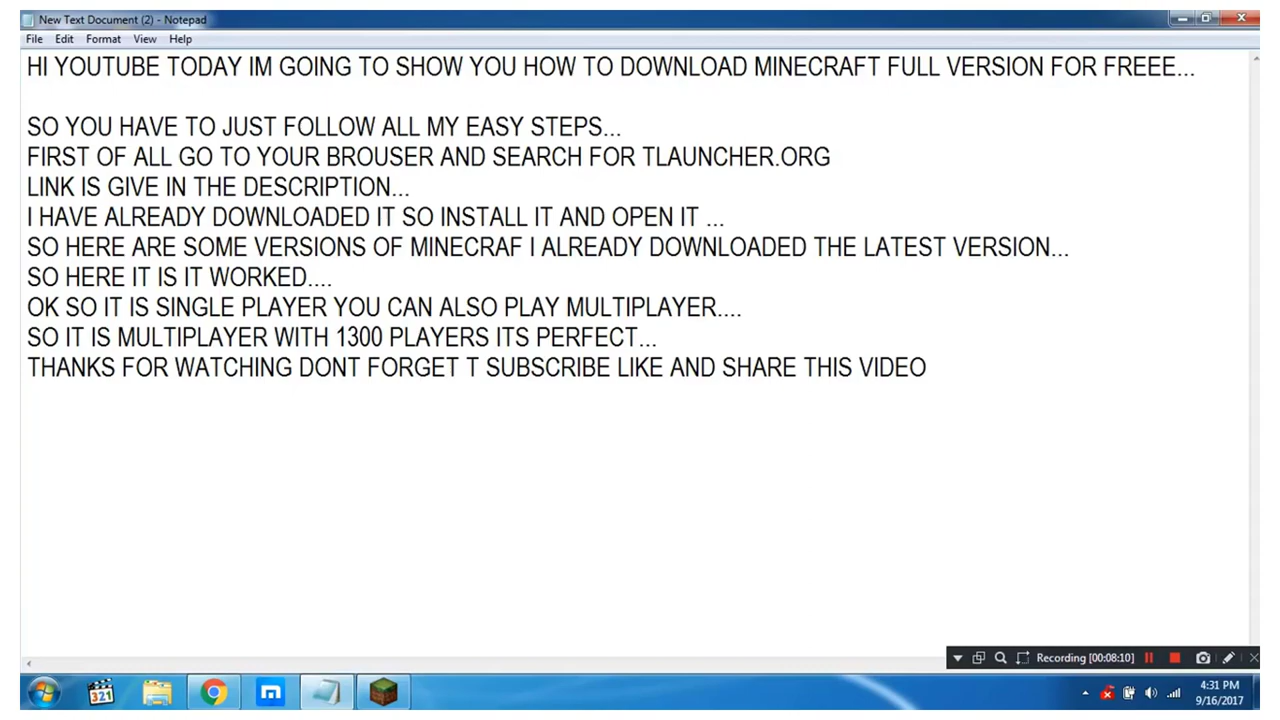 New Text Document (2) - Notepad
File Edit Format View Help
HI YOUTUBE TODAY IM GOING TO SHOW YOU HOW TO DOWNLOAD MINECRAFT FULL VERSION FOR FREEE...
SO YOU HAVE TO JUST FOLLOW ALL MY EASY STEPS...
FIRST OF ALL GO TO YOUR BROUSER AND SEARCH FOR TLAUNCHER.ORG
LINK IS GIVE IN THE DESCRIPTION...
I HAVE ALREADY DOWNLOADED IT SO INSTALL IT AND OPEN IT ...
SO HERE ARE SOME VERSIONS OF MINECRAF I ALREADY DOWNLOADED THE LATEST VERSION...
SO HERE IT IS IT WORKED....
OK SO IT IS SINGLE PLAYER YOU CAN ALSO PLAY MULTIPLAYER....
SO IT IS MULTIPLAYER WITH 1300 PLAYERS ITS PERFECT...
THANKS FOR WATCHING DONT FORGET T SUBSCRIBE LIKE AND SHARE THIS VIDEO
Recording [00:08:10]
321
4:31 PM
9/16/2017